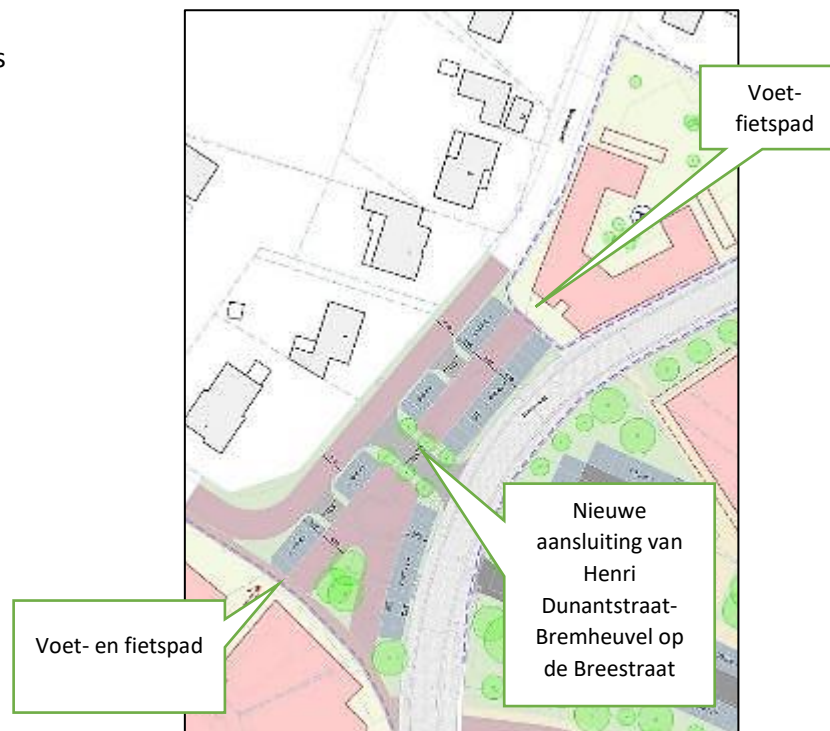 s
Voet-
fietspad
Nieuwe
aansluiting van
Henri
Dunantstraat-
Bremheuvel op
de Breestraat
Voet- en fietspad